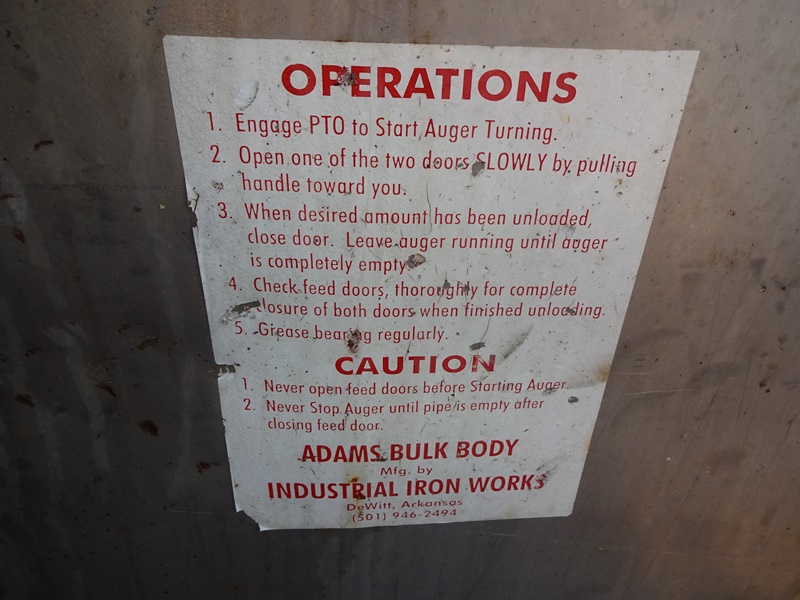 OPERATIONS
1. Engage PTO to Start Auger Turning.
2. Open one of the two doors SLOWLY by pulling
handle toward you.
3. When desired amount has been unloaded,
close door. Leave auger running until auger
is completely empty.
4. Check feed doors, thoroughly for complete
closure of both doors when finished unloading.
5. Grease bearing regularly.
CAUTION
1. Never open feed doors before Starting Auger.
2. Never Stop Auger until pipe is empty after
closing feed door.
ADAMS BULK BODY
Mfg. by
INDUSTRIAL IRON WORKS
DeWitt, Arkansas
(501) 946-2494